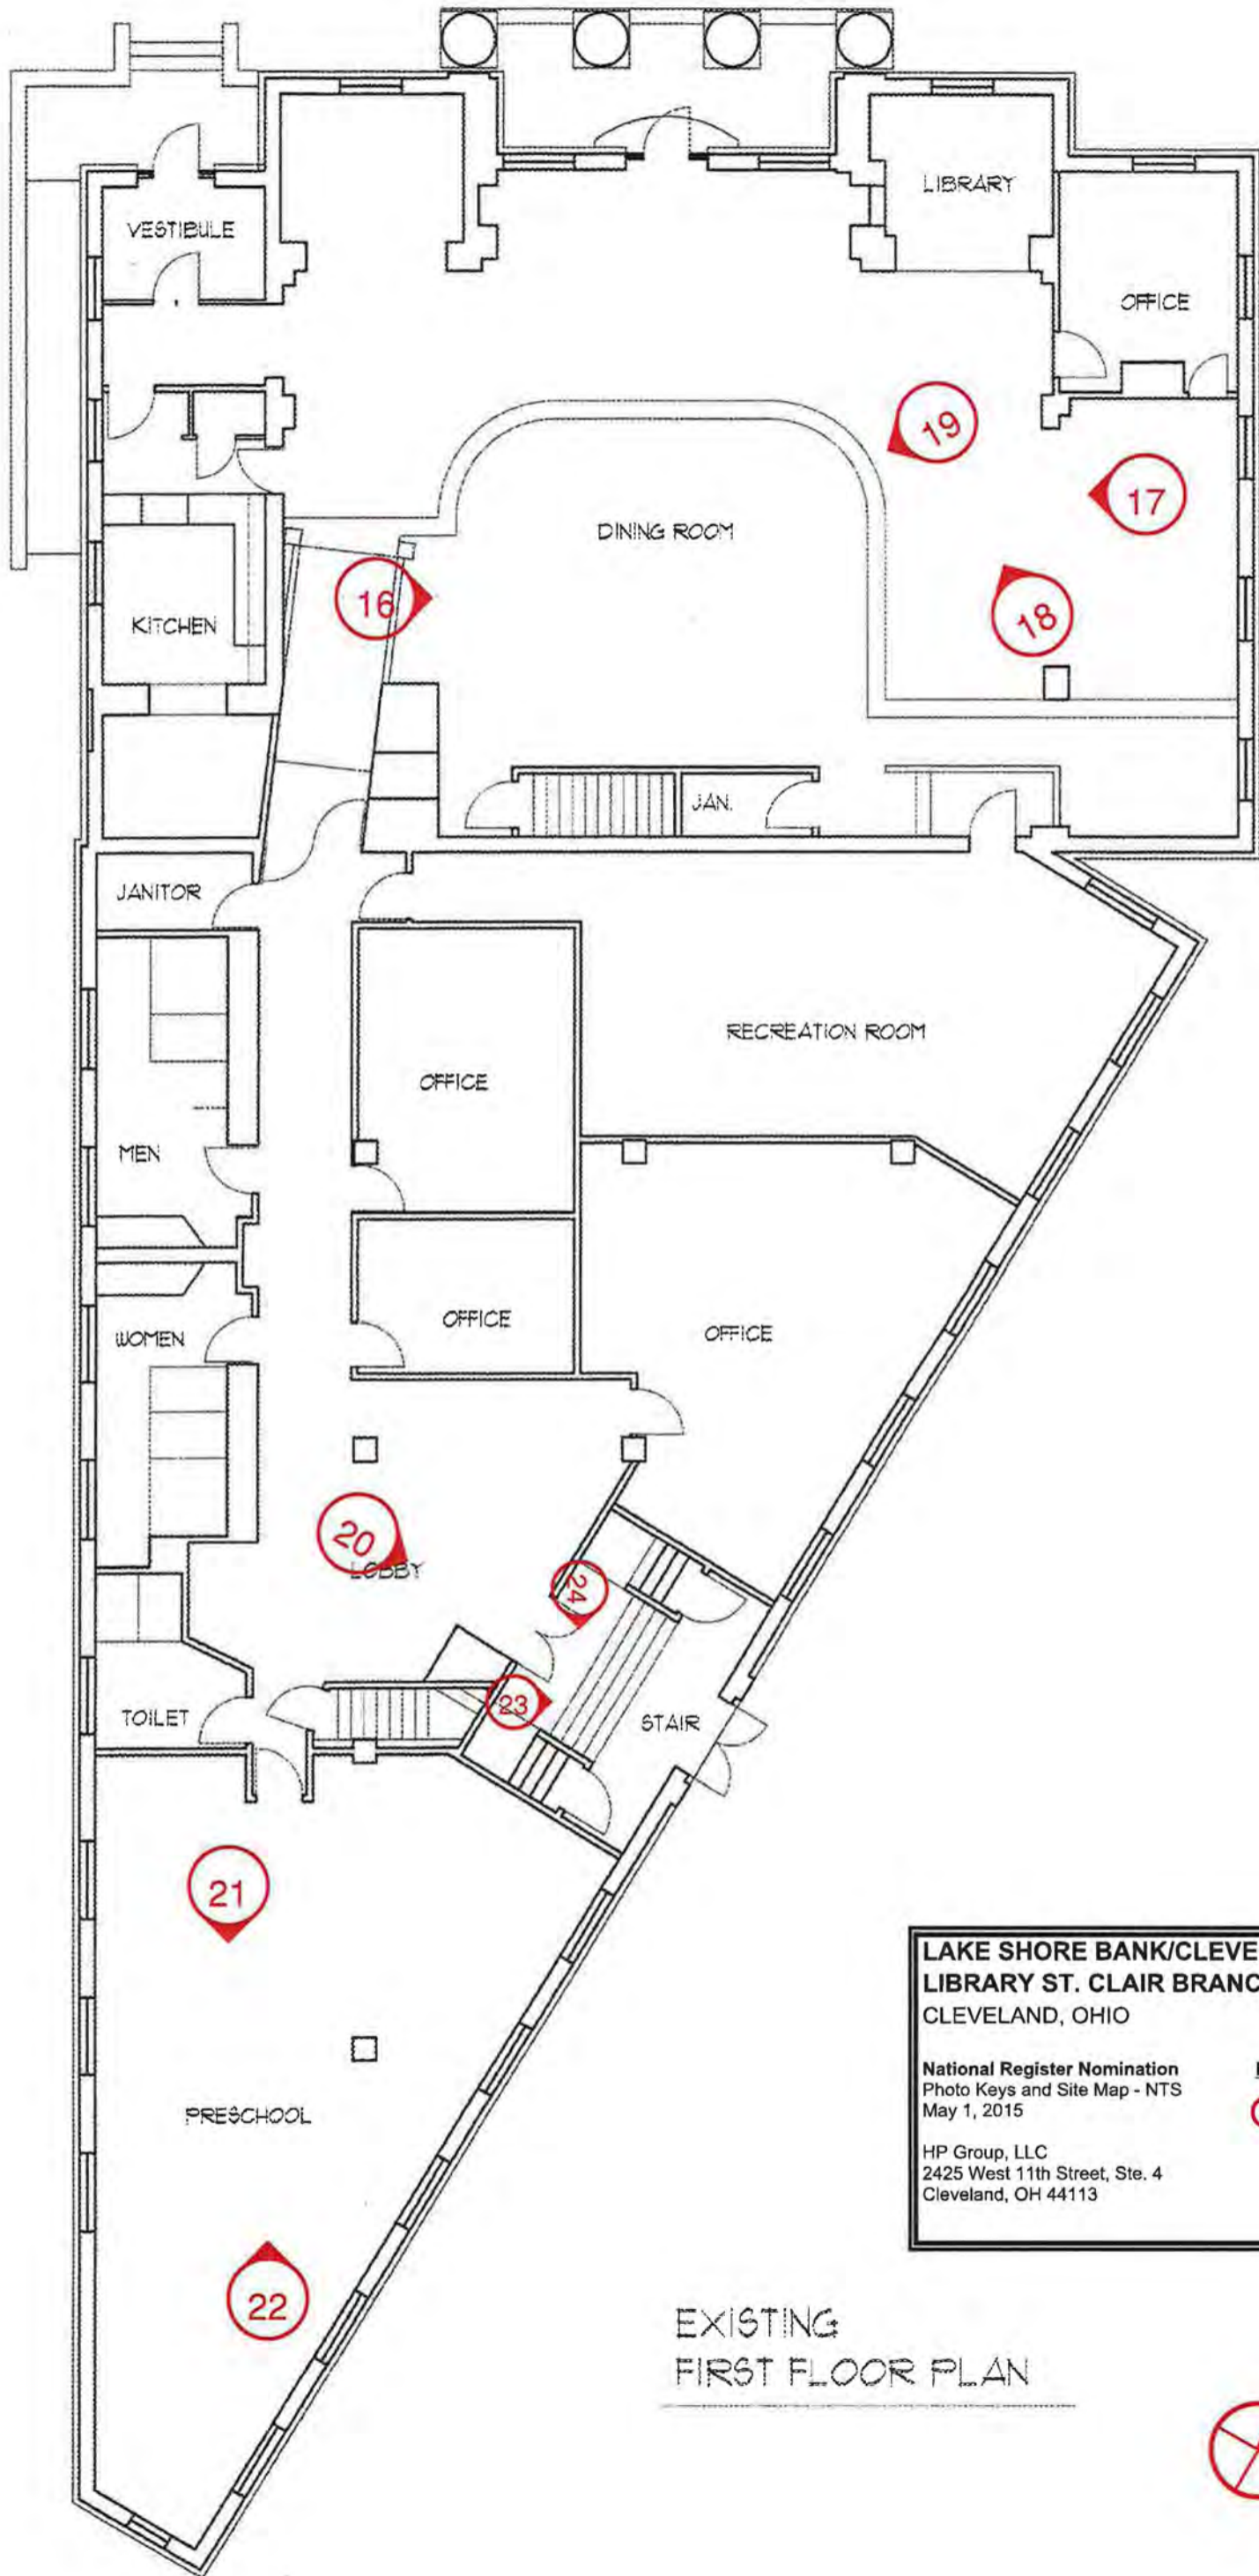 LIBRARY
VESTIBULE
OFFICE
19
17
DINING ROOM
16
18
KITCHEN
JAN.
JANITOR
RECREATION ROOM
OFFICE
MEN
OFFICE
WOMEN
OFFICE
20
LOBBY
24
23
TOILET
STAIR
21
PRESCHOOL
22
LAKE SHORE BANK/CLEVE
LIBRARY ST. CLAIR BRANC
CLEVELAND, OHIO
National Register Nomination
Photo Keys and Site Map - NTS
May 1, 2015
HP Group, LLC
2425 West 11th Street, Ste. 4
Cleveland, OH 44113
EXISTING
FIRST FLOOR PLAN